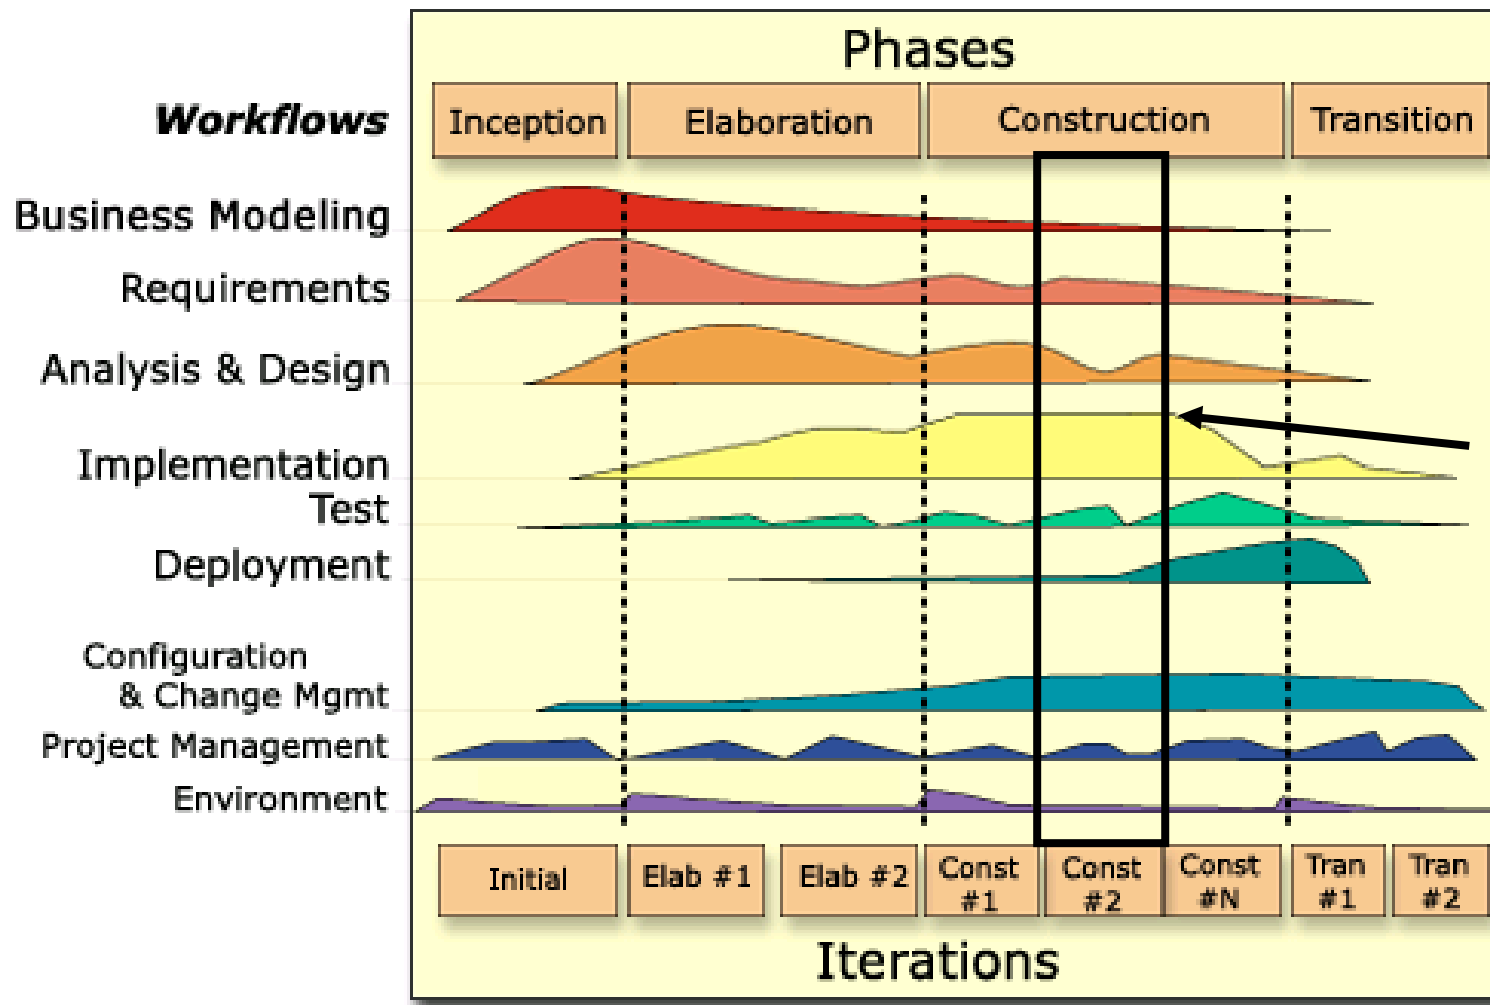 Phases
Workflows
Inception
Elaboration
Construction
Transition
Business Modeling
Requirements
Analysis & Design
Implementation
Test
Deployment
Configuration
& Change Mgmt
Project Management
Environment
Initial
Elab #1
Elab #2
Const
#1
Const
#2
Const
#N
Tran
#1
Tran
#2
Iterations